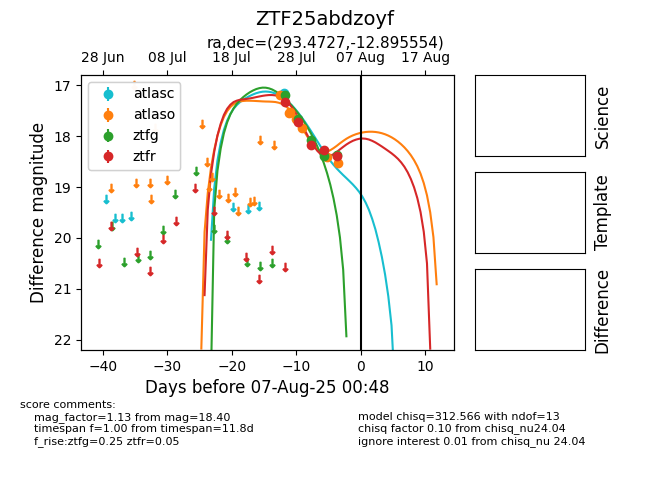 ZTF25abdzoyf
ra,dec=(293.4727,-12.895554)
28 Jun 08 Jul 18 Jul 28 Jul 07 Aug 17 Aug
17
18
19
20
21
22
Difference magnitude
atlasc
atlaso
ztfg
ztfr
−40 −30 −20 −10 0 10
Days before 07-Aug-25 00:48
Science
Template
Difference
score comments:
mag_factor=1.13 from mag=18.40
timespan f=1.00 from timespan=11.8d
f_rise:ztfg=0.25 ztfr=0.05
model chisq=312.566 with ndof=13
chisq factor 0.10 from chisq_nu24.04
ignore interest 0.01 from chisq_nu 24.04